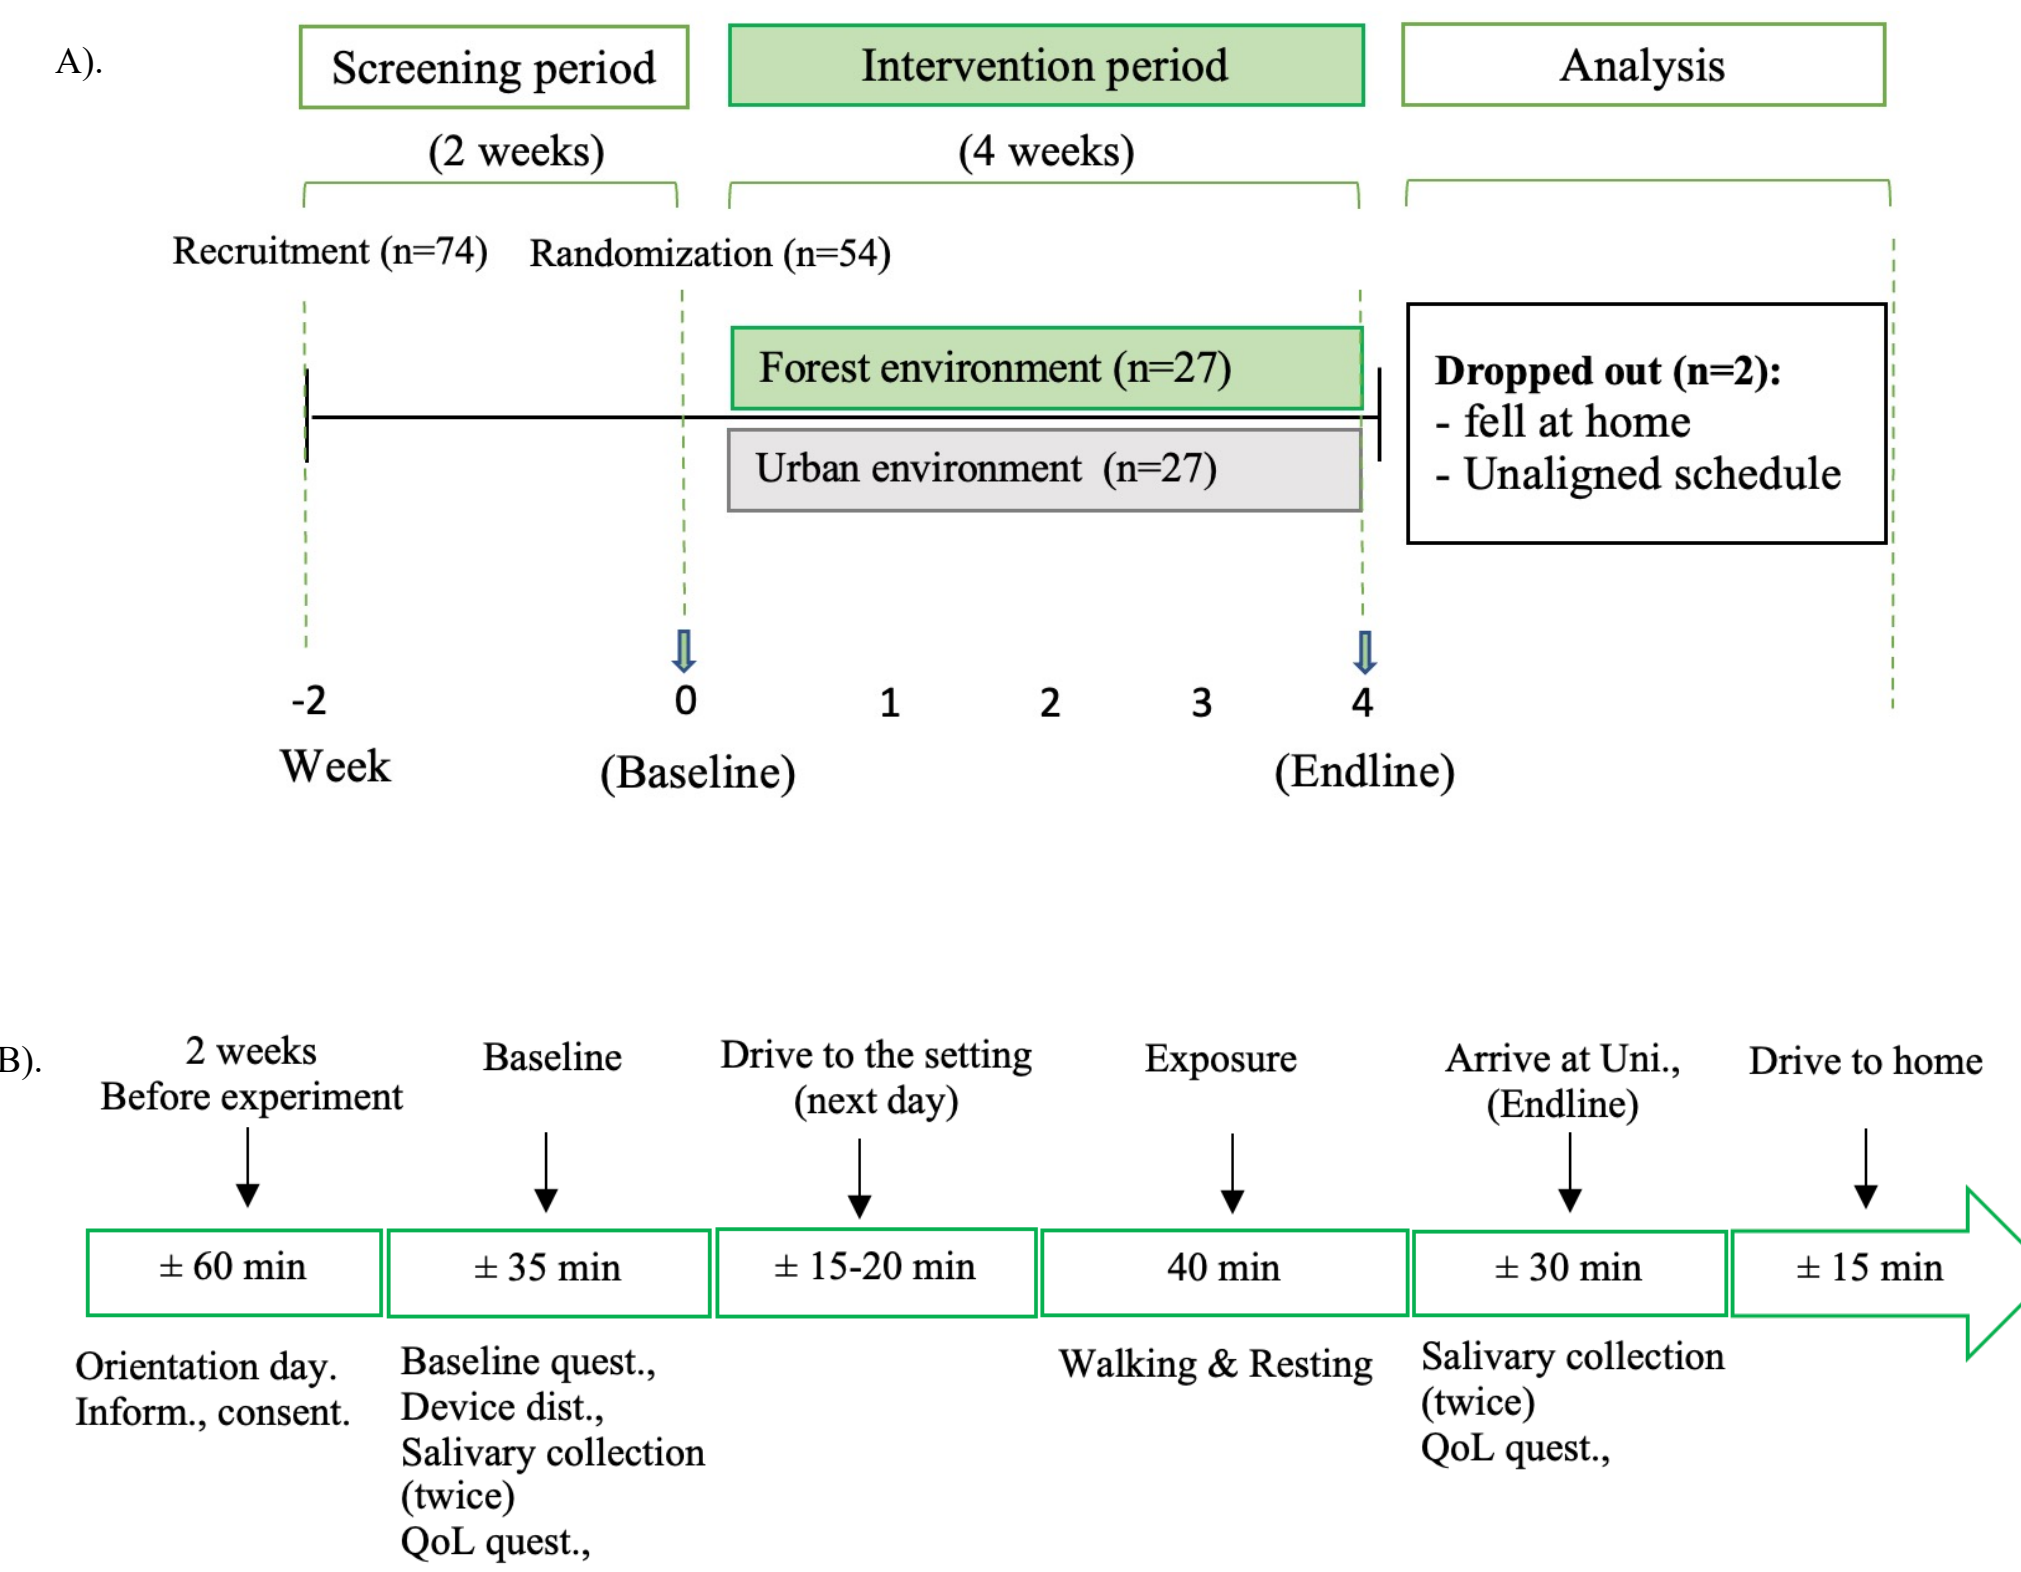 A).
Screening period
Intervention period
Analysis
(2 weeks)
(4 weeks)
Recruitment (n=74)
Randomization (n=54)
Forest environment (n=27)
Urban environment (n=27)
Dropped out (n=2):
- fell at home
- Unaligned schedule
-2
0
1
2
3
4
Week
(Baseline)
(Endline)
B).
2 weeks
Before experiment
Baseline
Drive to the setting
(next day)
Exposure
Arrive at Uni.,
(Endline)
Drive to home
± 60 min
± 35 min
± 15-20 min
40 min
± 30 min
± 15 min
Orientation day.
Inform., consent.
Baseline quest.,
Device dist.,
Salivary collection
(twice)
QoL quest.,
Walking & Resting
Salivary collection
(twice)
QoL quest.,